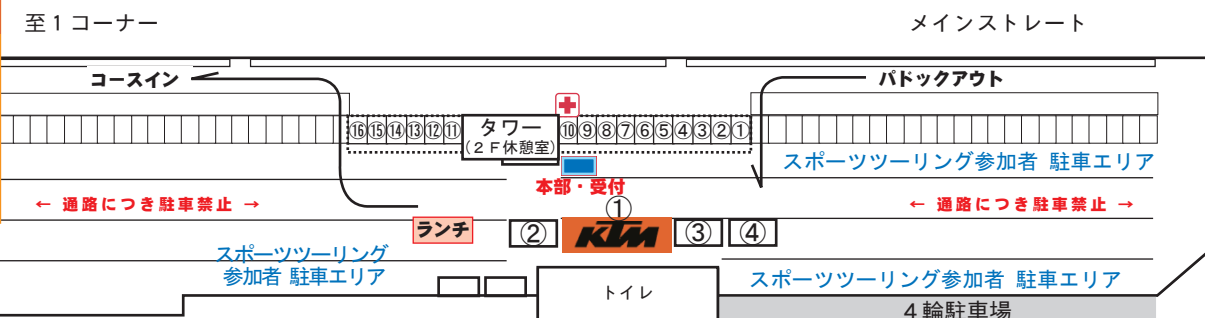 至１コーナー
メインストレート
コースイン
パドックアウト
⑯⑮⑭⑬⑫⑪
タワー
（２Ｆ休憩室）
⑩⑨⑧⑦⑥⑤④③②①
スポーツツーリング参加者 駐車エリア
本部・受付
← 通路につき駐車禁止 →
①
← 通路につき駐車禁止 →
ランチ
②
KTM
③
④
スポーツツーリング
参加者 駐車エリア
トイレ
スポーツツーリング参加者 駐車エリア
４輪駐車場